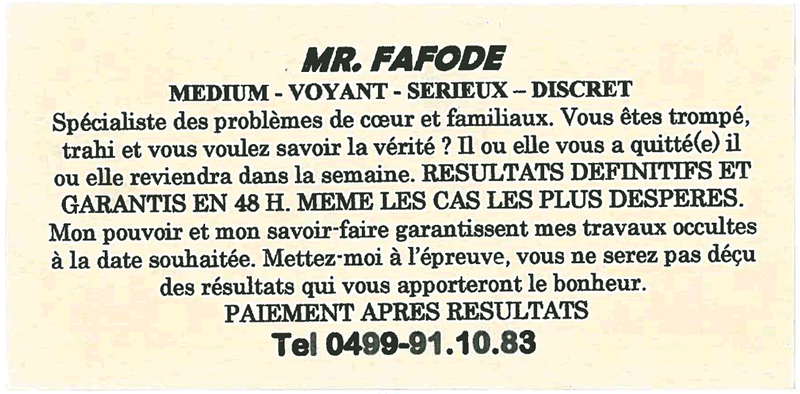 MR. FAFODE
MEDIUM - VOYANT - SERIEUX – DISCRET
Spécialiste des problèmes de cœur et familiaux. Vous êtes trompé,
trahi et vous voulez savoir la vérité ? Il ou elle vous a quitté(e) il
ou elle reviendra dans la semaine. RESULTATS DEFINITIFS ET
GARANTIS EN 48 H. MEME LES CAS LES PLUS DESPERES.
Mon pouvoir et mon savoir-faire garantissent mes travaux occultes
à la date souhaitée. Mettez-moi à l'épreuve, vous ne serez pas déçu
des résultats qui vous apporteront le bonheur.
PAIEMENT APRES RESULTATS
Tel 0499-91.10.83